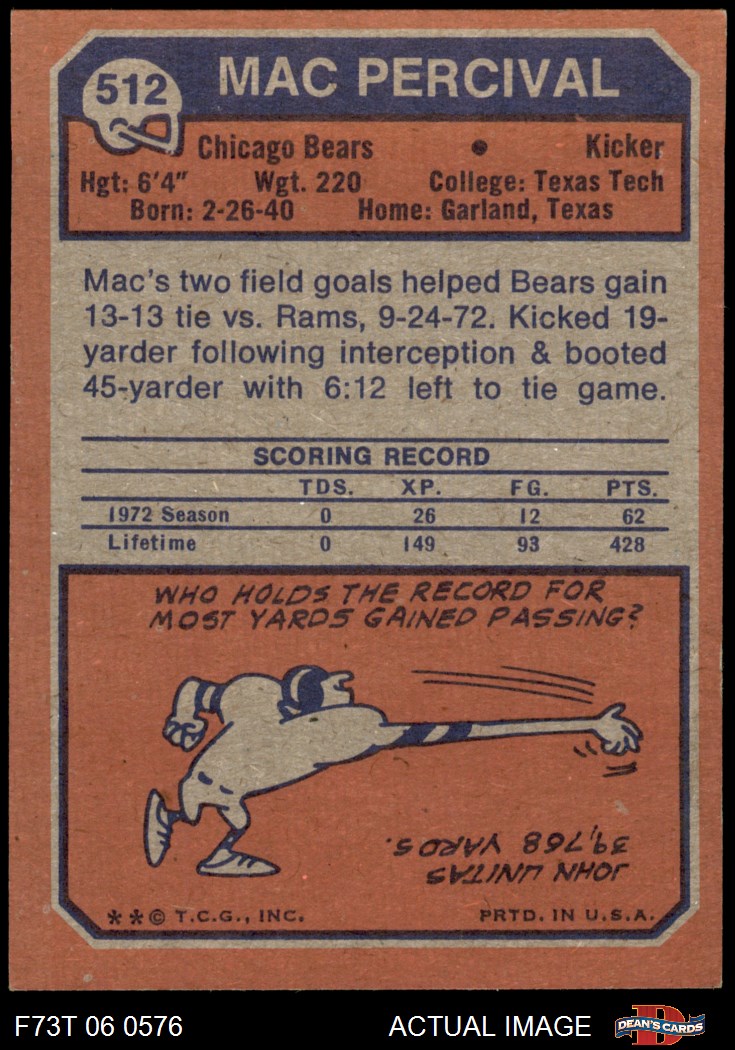 512
MAC PERCIVAL
Chicago Bears • Kicker
Hgt: 6'4" Wgt. 220 College: Texas Tech
Born: 2-26-40 Home: Garland, Texas
Mac's two field goals helped Bears gain
13-13 tie vs. Rams, 9-24-72. Kicked 19-
yarder following interception & booted
45-yarder with 6:12 left to tie game.
SCORING RECORD
TDS. XP. FG. PTS.
1972 Season 0 26 12 62
Lifetime 0 149 93 428
WHO HOLDS THE RECORD FOR
MOST YARDS GAINED PASSING?
JOHN UNITAS
39,768 YARDS.
**© T.C.G., INC. PRTD. IN U.S.A.
F73T 06 0576 ACTUAL IMAGE DEAN'S CARDS